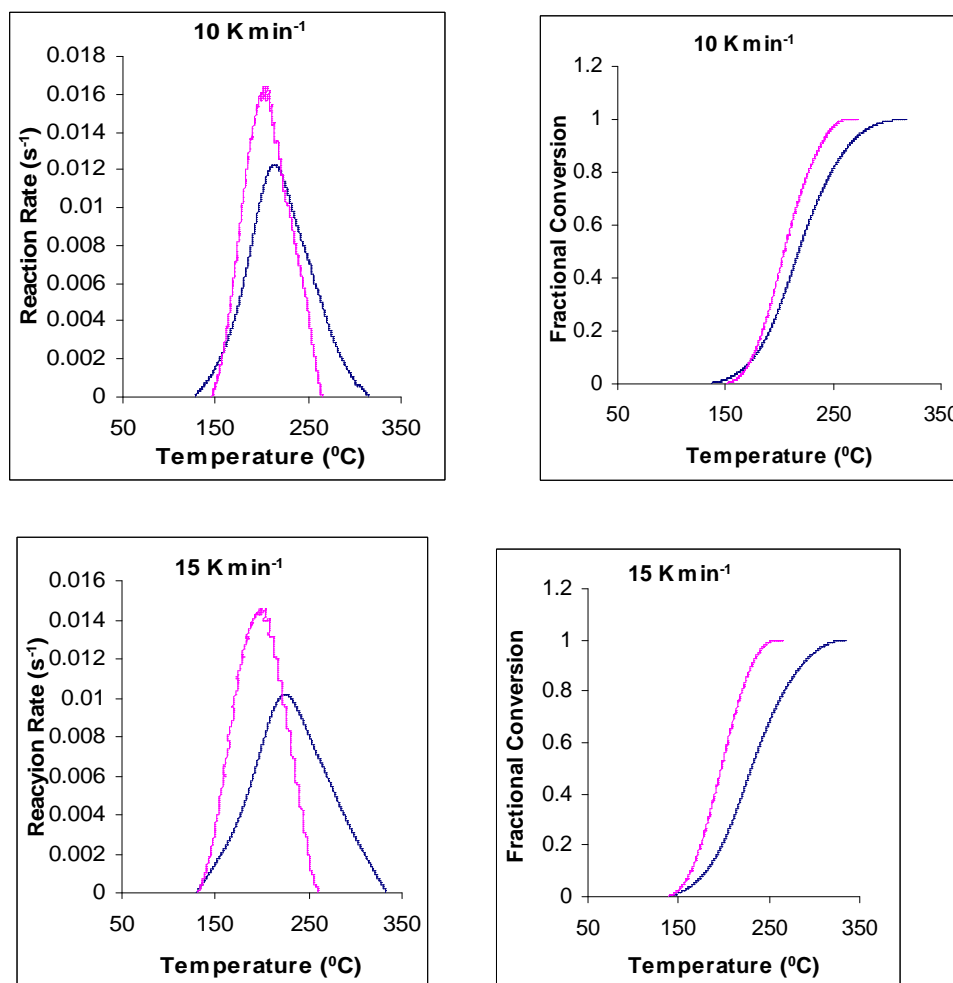 10 K min⁻¹
Reaction Rate (s⁻¹)
0.018
0.016
0.014
0.012
0.01
0.008
0.006
0.004
0.002
0
50 150 250 350
Temperature (⁰C)
10 K min⁻¹
Fractional Conversion
1.2
1
0.8
0.6
0.4
0.2
0
50 150 250 350
Temperature (⁰C)
15 K min⁻¹
Reacyion Rate (s⁻¹)
0.016
0.014
0.012
0.01
0.008
0.006
0.004
0.002
0
50 150 250 350
Temperature (⁰C)
15 K min⁻¹
Fractional Conversion
1.2
1
0.8
0.6
0.4
0.2
0
50 150 250 350
Temperature (⁰C)